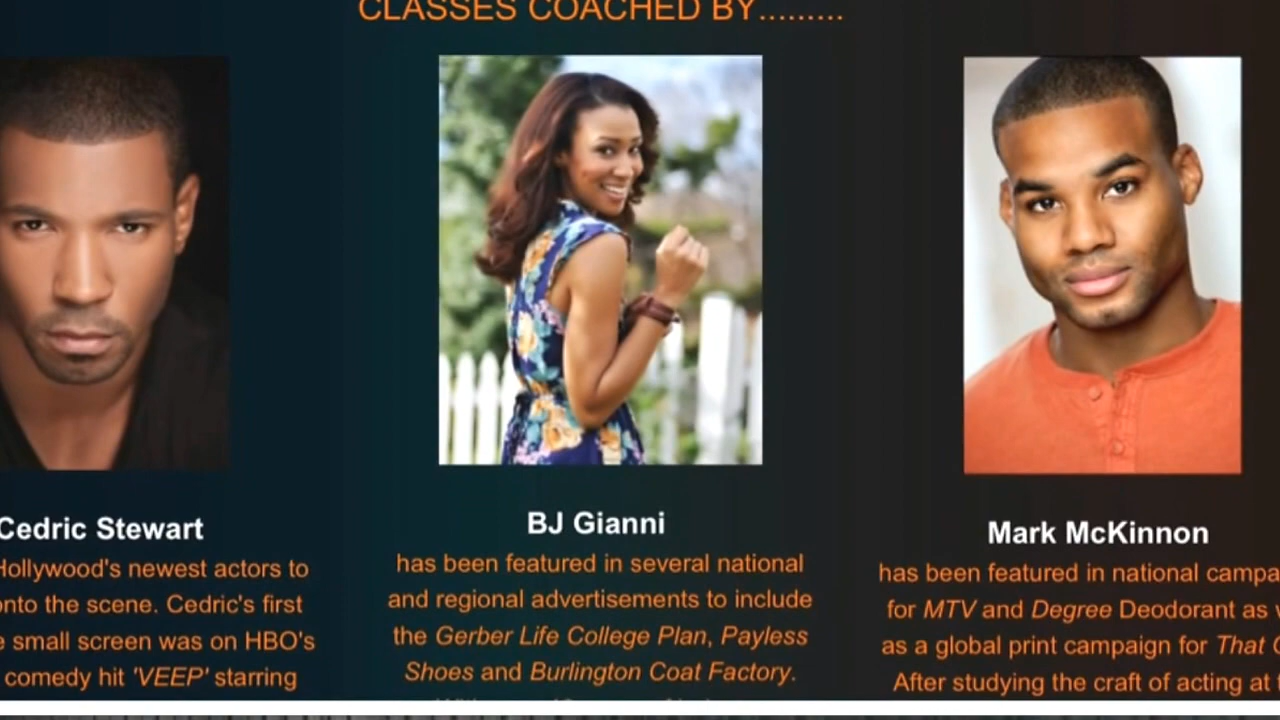 CLASSES COACHED BY.........
Cedric Stewart
Hollywood's newest actors to
onto the scene. Cedric's first
small screen was on HBO's
comedy hit 'VEEP' starring
BJ Gianni
has been featured in several national
and regional advertisements to include
the Gerber Life College Plan, Payless
Shoes and Burlington Coat Factory.
Mark McKinnon
has been featured in national campa
for MTV and Degree Deodorant as
as a global print campaign for That
After studying the craft of acting at